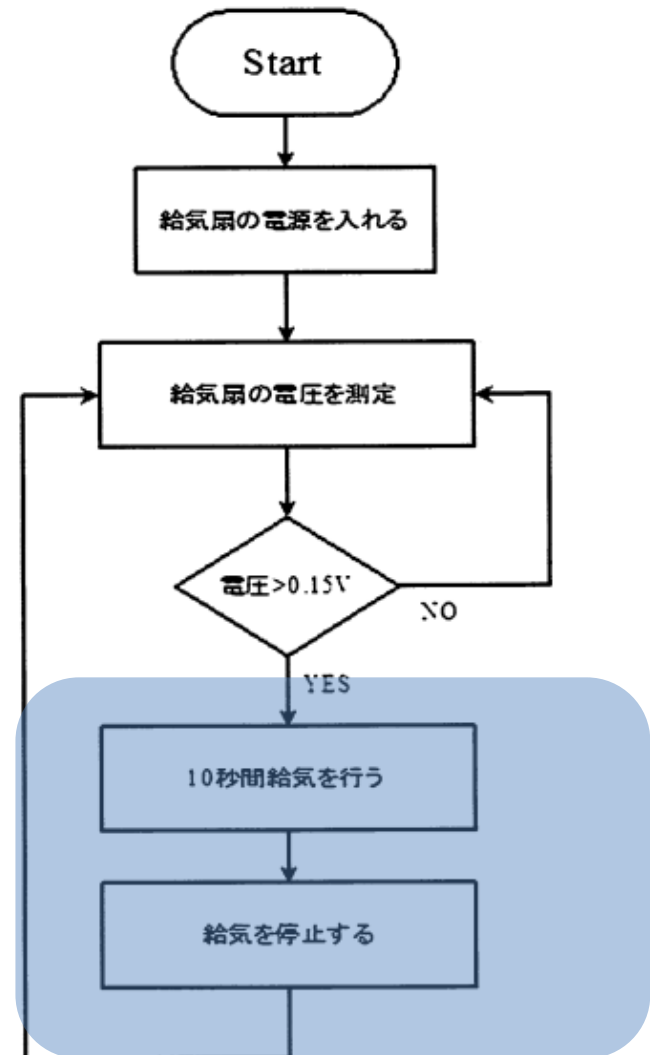 Start
給気扇の電源を入れる
給気扇の電圧を測定
電圧>0.15V
NO
YES
10秒間給気を行う
給気を停止する